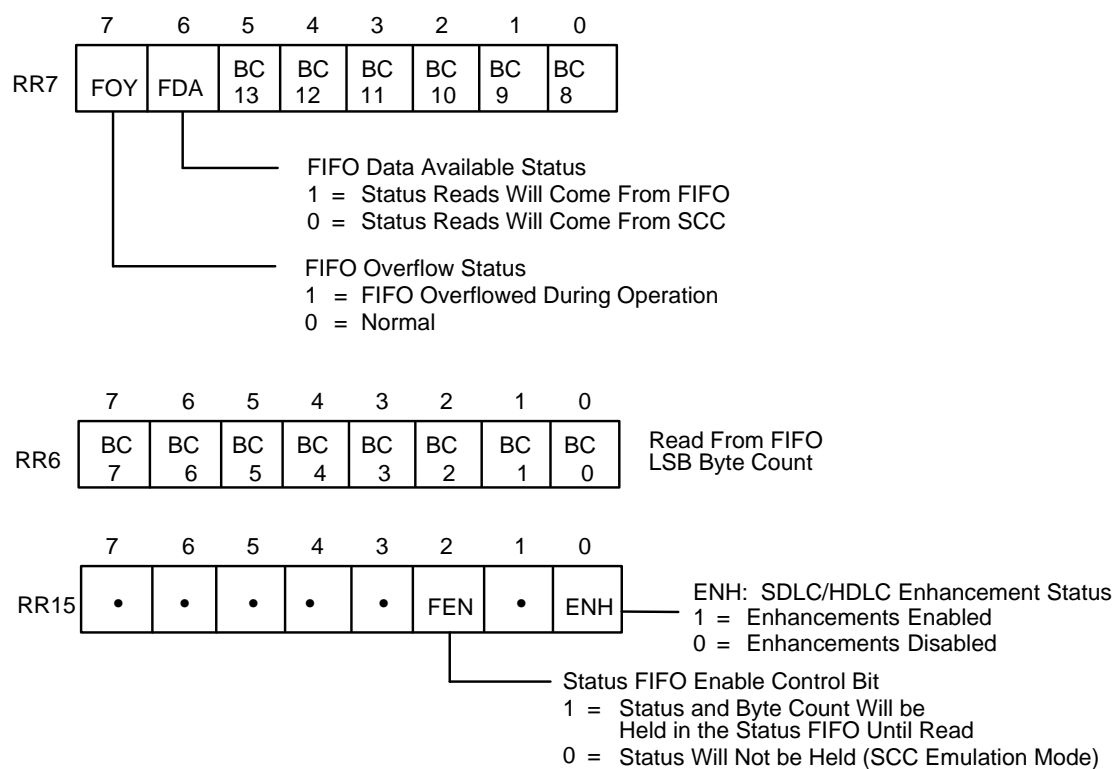 7 6 5 4 3 2 1 0
RR7 FOY FDA BC 13 BC 12 BC 11 BC 10 BC 9 BC 8
FIFO Data Available Status
1 = Status Reads Will Come From FIFO
0 = Status Reads Will Come From SCC
FIFO Overflow Status
1 = FIFO Overflowed During Operation
0 = Normal
7 6 5 4 3 2 1 0
RR6 BC 7 BC 6 BC 5 BC 4 BC 3 BC 2 BC 1 BC 0
Read From FIFO
LSB Byte Count
7 6 5 4 3 2 1 0
RR15 • • • • • FEN • ENH
ENH: SDLC/HDLC Enhancement Status
1 = Enhancements Enabled
0 = Enhancements Disabled
Status FIFO Enable Control Bit
1 = Status and Byte Count Will be
Held in the Status FIFO Until Read
0 = Status Will Not be Held (SCC Emulation Mode)